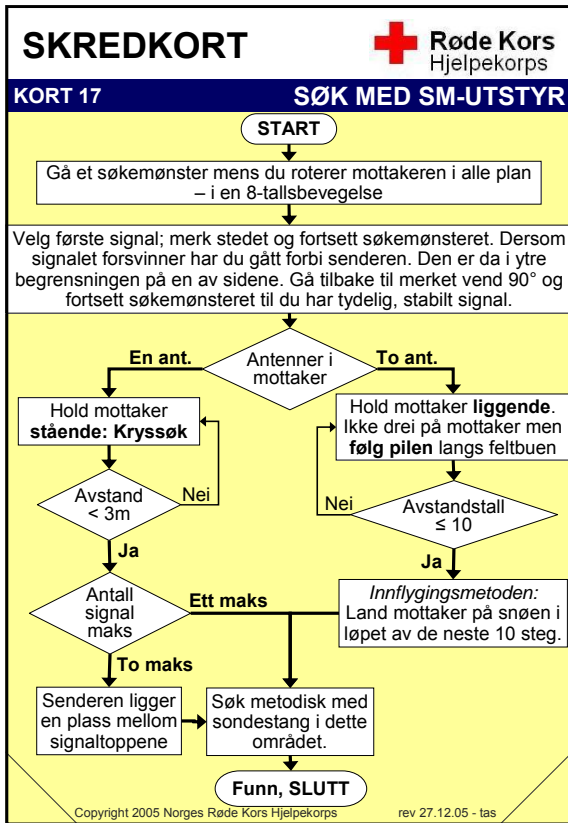 SKREDKORT
Røde Kors
Hjelpekorps
KORT 17
SØK MED SM-UTSTYR
START
Gå et søkemønster mens du roterer mottakeren i alle plan
– i en 8-tallsbevegelse
Velg første signal; merk stedet og fortsett søkemønsteret. Dersom
signalet forsvinner har du gått forbi senderen. Den er da i ytre
begrensningen på en av sidene. Gå tilbake til merket vend 90° og
fortsett søkemønsteret til du har tydelig, stabilt signal.
En ant.
Antenner i
mottaker
To ant.
Hold mottaker
stående: Kryssøk
Hold mottaker liggende.
Ikke drei på mottaker men
følg pilen langs feltbuen
Avstand
< 3m
Nei
Nei
Avstandstall
≤ 10
Ja
Ja
Antall
signal
maks
Ett maks
Innflygingsmetoden:
Land mottaker på snøen i
løpet av de neste 10 steg.
To maks
Senderen ligger
en plass mellom
signaltoppene
Søk metodisk med
sondestang i dette
området.
Funn, SLUTT
Copyright 2005 Norges Røde Kors Hjelpekorps
rev 27.12.05 - tas